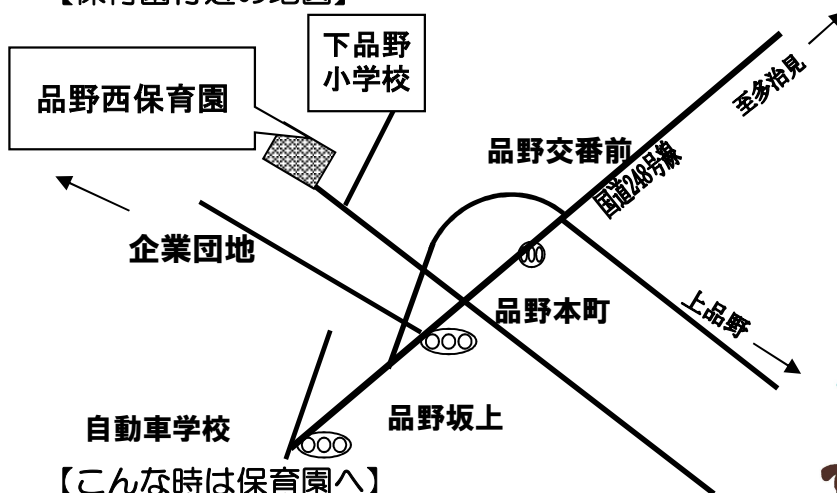 【保育園付近の地図】
下品野
小学校
品野西保育園
至多治見
品野交番前
国道248号線
企業団地
品野本町
上品野
品野坂上
自動車学校
【こんな時は保育園へ】